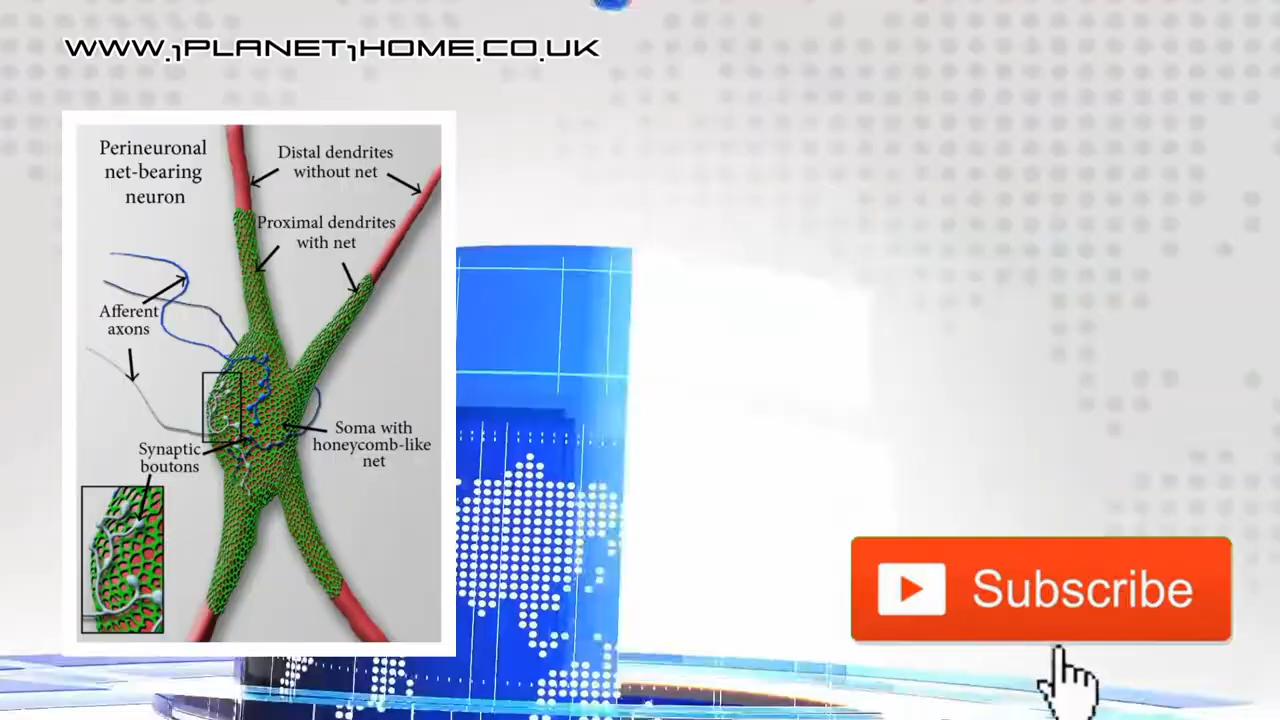 WWW.1PLANET1HOME.CO.UK
Perineuronal
net-bearing
neuron
Distal dendrites
without net
Proximal dendrites
with net
Afferent
axons
Soma with
honeycomb-like
net
Synaptic
boutons
Subscribe